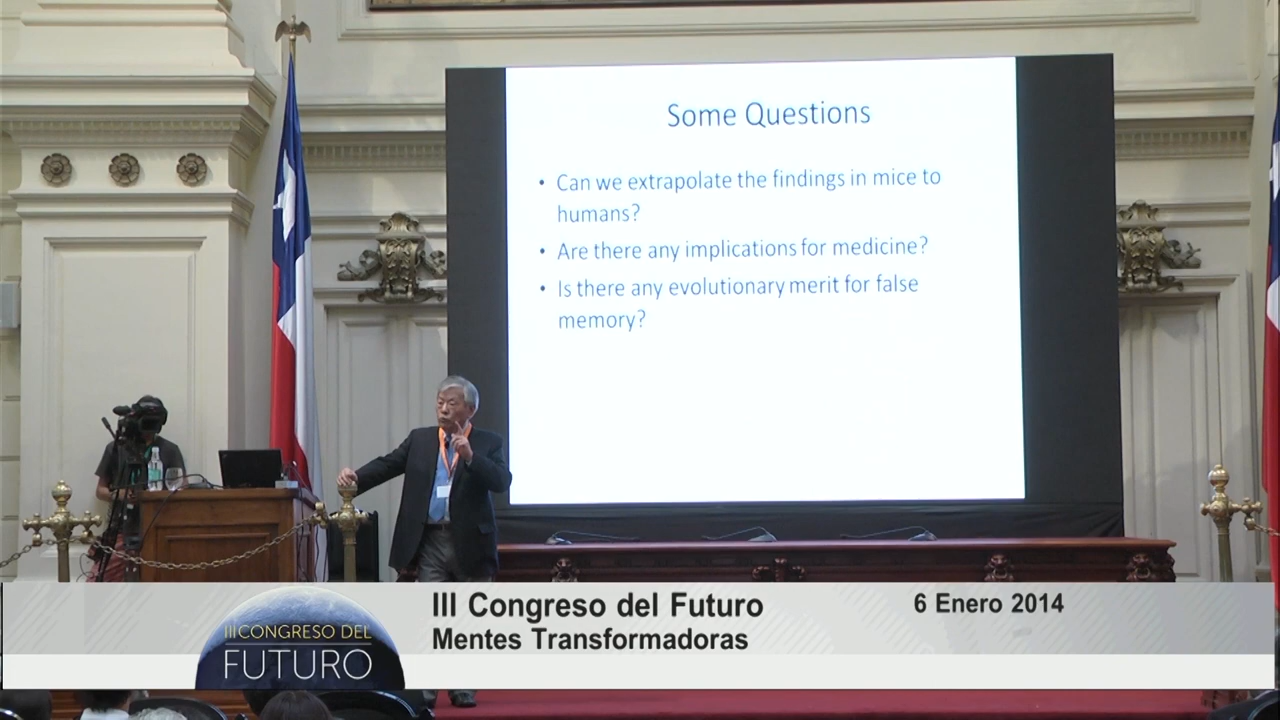 Some Questions
• Can we extrapolate the findings in mice to
humans?
• Are there any implications for medicine?
• Is there any evolutionary merit for false
memory?
III Congreso del Futuro
6 Enero 2014
Mentes Transformadoras
III CONGRESO DEL
FUTURO